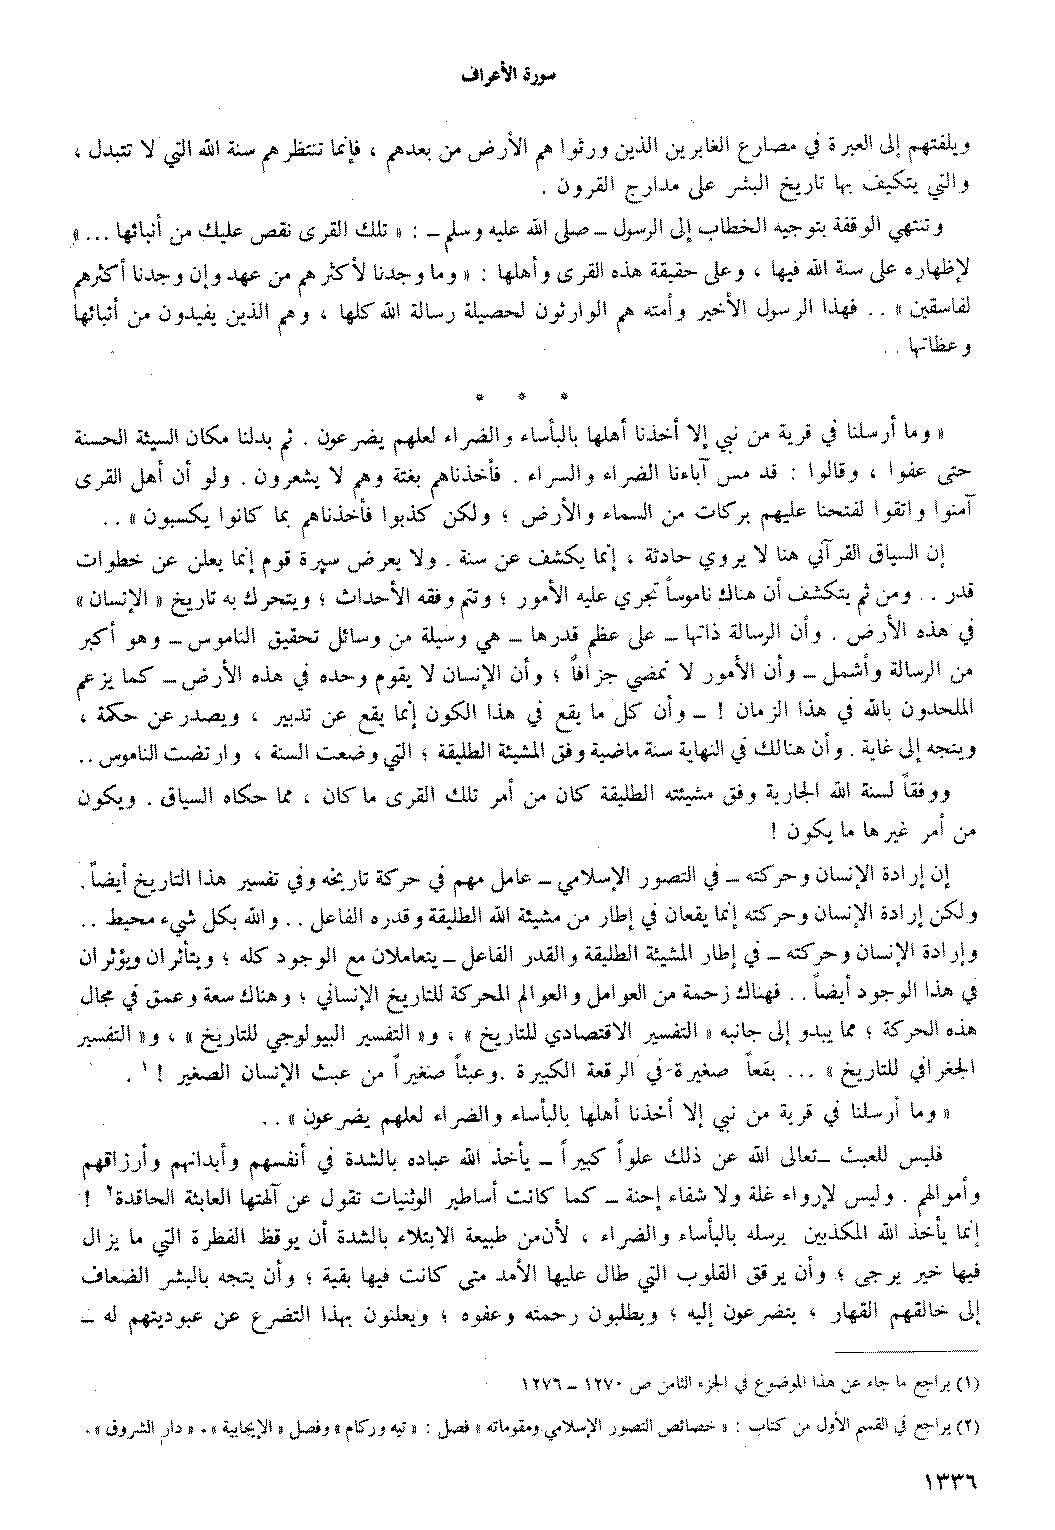 سورة الأعراف
ويلفتهم إلى العبرة في مصارع الغابرين الذين ورثوا هم الأرض من بعدهم ، فإنما تنتظرهم سنة الله التي لا تتبدل ،
والتي يتكيف بها تاريخ البشر على مدارج القرون .
وتنتهي الوقفة بتوجيه الخطاب إلى الرسول – صلى الله عليه وسلم – : « تلك القرى نقص عليك من أنبائها ... »
لإظهاره على سنة الله فيها ، وعلى حقيقة هذه القرى وأهلها : « وما وجدنا لأكثرهم من عهد وإن وجدنا أكثرهم
لفاسقين » .. فهذا الرسول الأخير وأمته هم الوارثون لحصيلة رسالة الله كلها ، وهم الذين يفيدون من أنبائها
وعظاتها ..
* * *
« وما أرسلنا في قرية من نبي إلا أخذنا أهلها بالبأساء والضراء لعلهم يضرعون . ثم بدلنا مكان السيئة الحسنة
حتى عفوا ، وقالوا : قد مس آباءنا الضراء والسراء . فأخذناهم بغتة وهم لا يشعرون . ولو أن أهل القرى
آمنوا واتقوا لفتحنا عليهم بركات من السماء والأرض ؛ ولكن كذبوا فأخذناهم بما كانوا يكسبون » ..
إن السياق القرآني هنا لا يروي حادثة ، إنما يكشف عن سنة . ولا يعرض سيرة قوم إنما يعلن عن خطوات
قدر .. ومن ثم يتكشف أن هناك ناموساً تجري عليه الأمور ؛ وتتم وفقه الأحداث ؛ ويتحرك به تاريخ « الإنسان »
في هذه الأرض . وأن الرسالة ذاتها – على عظم قدرها – هي وسيلة من وسائل تحقيق الناموس – وهو أكبر
من الرسالة وأشمل – وأن الأمور لا تمضي جزافاً ؛ وأن الإنسان لا يقوم وحده في هذه الأرض – كما يزعم
الملحدون بالله في هذا الزمان ! – وأن كل ما يقع في هذا الكون إنما يقع عن تدبير ، ويصدر عن حكمة ،
ويتجه إلى غاية . وأن هنالك في النهاية سنة ماضية وفق المشيئة الطليقة ؛ التي وضعت السنة ، وارتضت الناموس ..
ووفقاً لسنة الله الجارية وفق مشيئته الطليقة كان من أمر تلك القرى ما كان ، مما حكاه السياق . ويكون
من أمر غيرها ما يكون !
إن إرادة الإنسان وحركته – في التصور الإسلامي – عامل مهم في حركة تاريخه وفي تفسير هذا التاريخ أيضاً .
ولكن إرادة الإنسان وحركته إنما يقعان في إطار من مشيئة الله الطليقة وقدره الفاعل .. والله بكل شيء محيط ..
وإرادة الإنسان وحركته – في إطار المشيئة الطليقة والقدر الفاعل – يتعاملان مع الوجود كله ؛ ويتأثران ويؤثران
في هذا الوجود أيضاً .. فهناك زحمة من العوامل والعوالم المحركة للتاريخ الإنساني ؛ وهناك سعة وعمق في مجال
هذه الحركة ؛ مما يبدو إلى جانبه « التفسير الاقتصادي للتاريخ » ، و« التفسير البيولوجي للتاريخ » ، و« التفسير
الجغرافي للتاريخ » ... بقعاً صغيرة في الرقعة الكبيرة . وعبثاً صغيراً من عبث الإنسان الصغير ! ١ .
« وما أرسلنا في قرية من نبي إلا أخذنا أهلها بالبأساء والضراء لعلهم يضرعون » ..
فليس للعبث – تعالى الله عن ذلك علواً كبيراً – يأخذ الله عباده بالشدة في أنفسهم وأبدانهم وأرزاقهم
وأموالهم . وليس لإرواء غلة ولا شفاء إحنة – كما كانت أساطير الوثنيات تقول عن آلهتها العابثة الحاقدة ٢ !
إنما يأخذ الله المكذبين برسله بالبأساء والضراء ، لأن من طبيعة الابتلاء بالشدة أن يوقظ الفطرة التي ما يزال
فيها خير يرجى ؛ وأن يرقق القلوب التي طال عليها الأمد متى كانت فيها بقية ؛ وأن يتجه بالبشر الضعاف
إلى خالقهم القهار ، يتضرعون إليه ؛ ويطلبون رحمته وعفوه ؛ ويعلنون بهذا التضرع عن عبوديتهم له –
(١) يراجع ما جاء عن هذا الموضوع في الجزء الثامن ص ١٢٧٠ – ١٢٧٦
(٢) يراجع في القسم الأول من كتاب : « خصائص التصور الإسلامي ومقوماته » فصل : « تيه وركام » وفصل « الإيجابية » . « دار الشروق » .
١٣٣٦